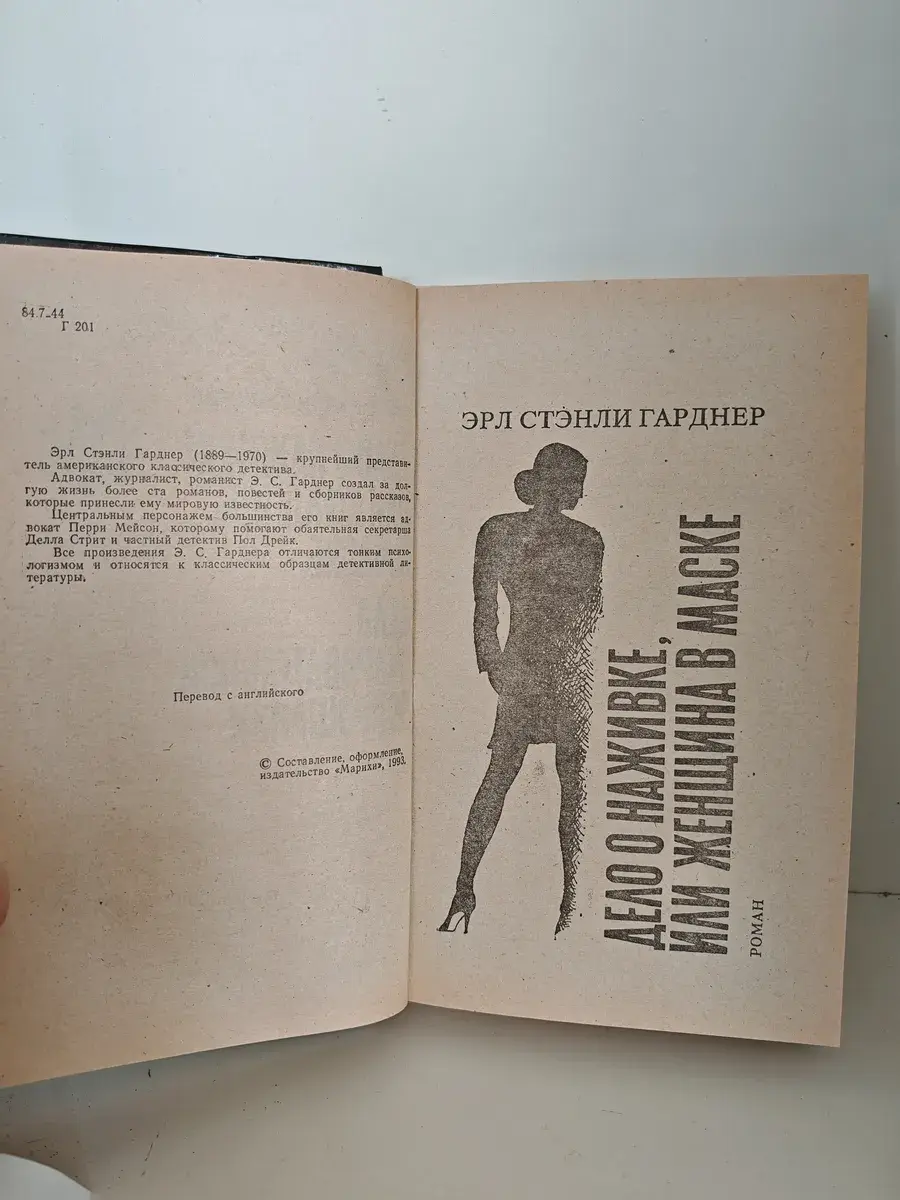 84.7-44
Г 201
Эрл Стэнли Гарднер (1889—1970) — крупнейший представи-
тель американского классического детектива.
Адвокат, журналист, романист Э. С. Гарднер создал за дол-
гую жизнь более ста романов, повестей и сборников рассказов,
которые принесли ему мировую известность.
Центральным персонажем большинства его книг является ад-
вокат Перри Мейсон, которому помогают обаятельная секретарша
Делла Стрит и частный детектив Пол Дрейк.
Все произведения Э. С. Гарднера отличаются тонким психо-
логизмом и относятся к классическим образцам детективной ли-
тературы.
Перевод с английского
© Составление, оформление,
издательство «Марихи», 1993.
ЭРЛ СТЭНЛИ ГАРДНЕР
ДЕЛО О НАЖИВКЕ,
ИЛИ ЖЕНЩИНА В МАСКЕ
РОМАН